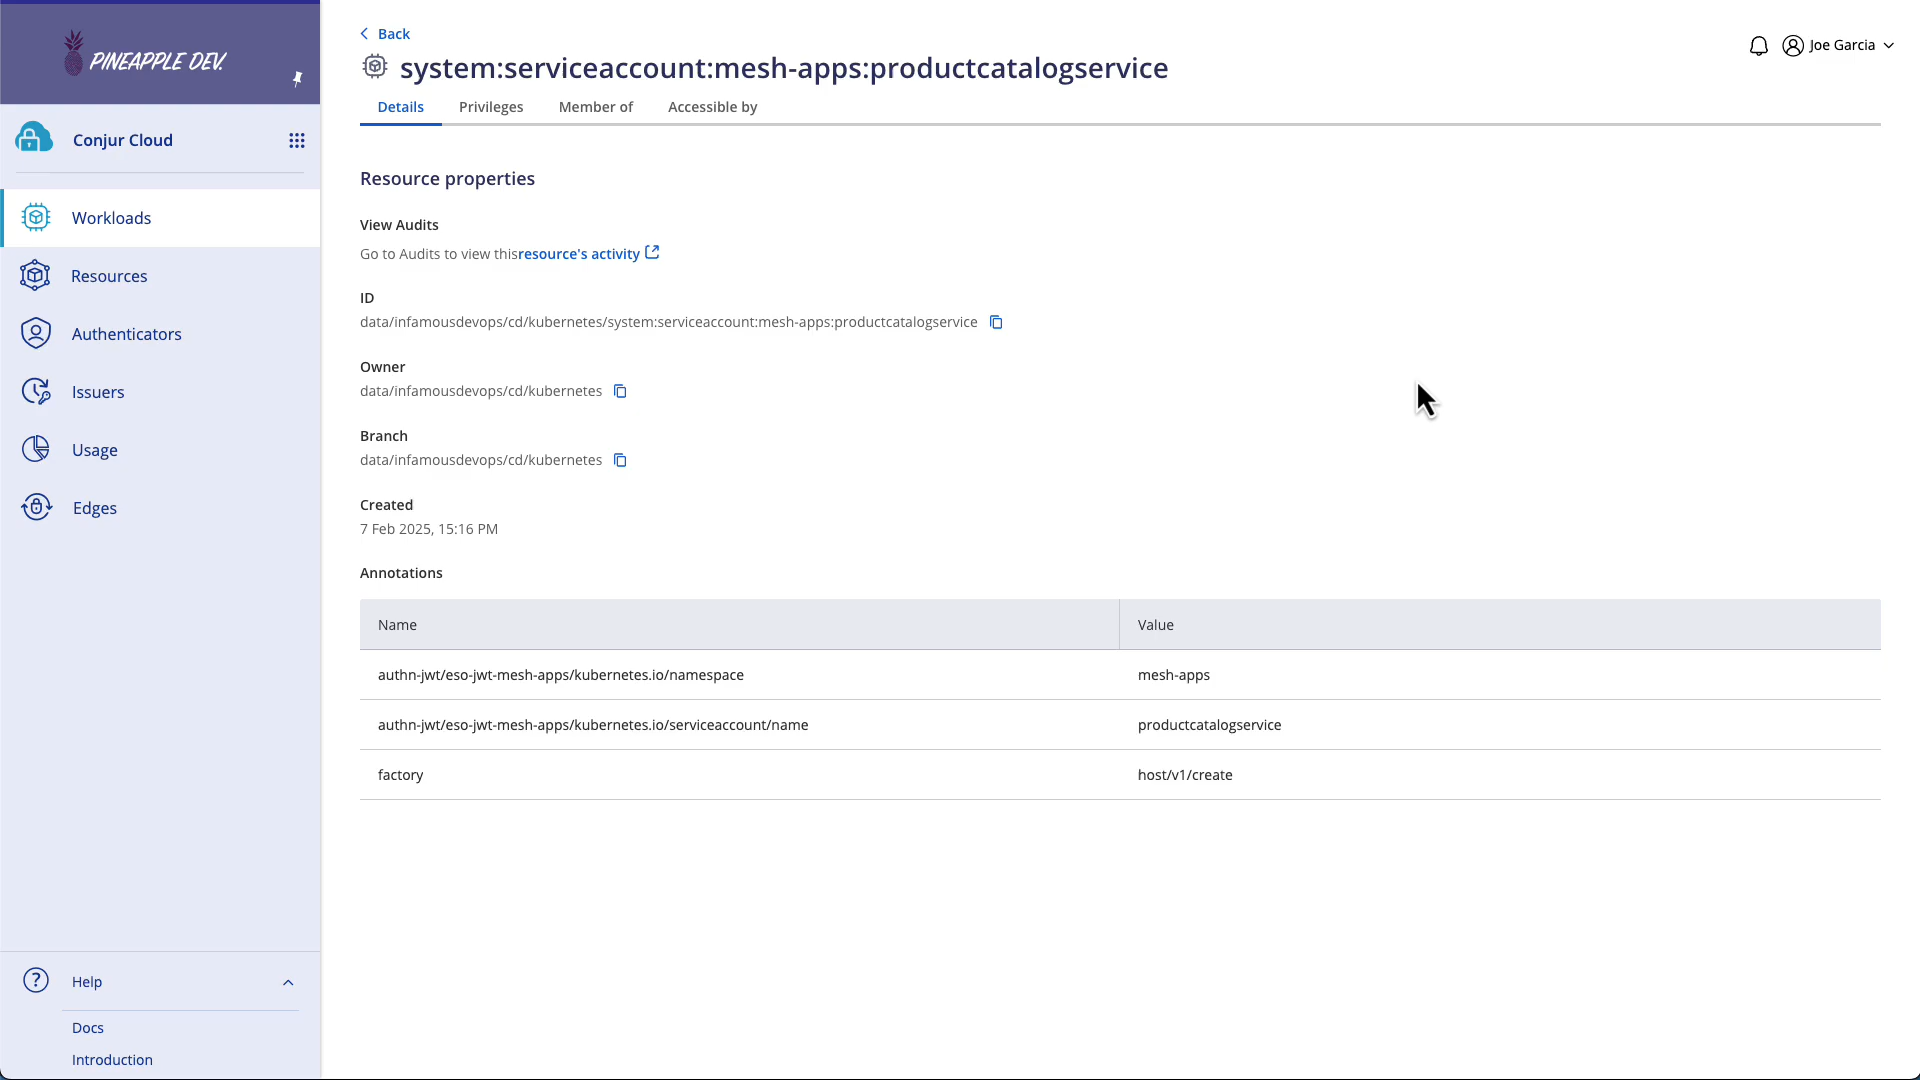 PINEAPPLE DEV.
Conjur Cloud
Workloads
Resources
Authenticators
Issuers
Usage
Edges
Help
Docs
Introduction
Back
Joe Garcia
system:serviceaccount:mesh-apps:productcatalogservice
Details Privileges Member of Accessible by
Resource properties
View Audits
Go to Audits to view thisresource's activity
ID
data/infamousdevops/cd/kubernetes/system:serviceaccount:mesh-apps:productcatalogservice
Owner
data/infamousdevops/cd/kubernetes
Branch
data/infamousdevops/cd/kubernetes
Created
7 Feb 2025, 15:16 PM
Annotations
Name Value
authn-jwt/eso-jwt-mesh-apps/kubernetes.io/namespace mesh-apps
authn-jwt/eso-jwt-mesh-apps/kubernetes.io/serviceaccount/name productcatalogservice
factory host/v1/create